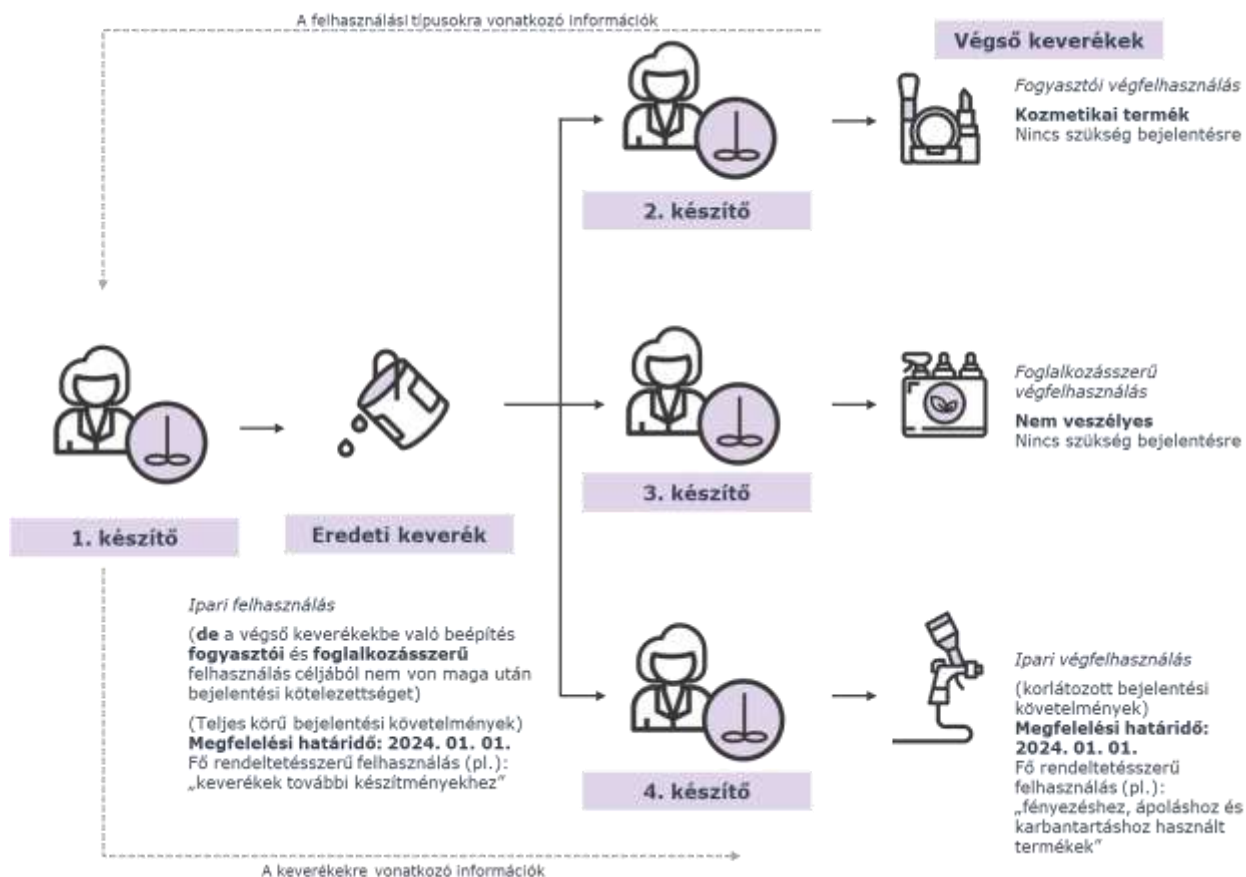 A felhasználási típusokra vonatkozó információk
Végső keverékek
Fogyasztói végfelhasználás
Kozmetikai termék
Nincs szükség bejelentésre
2. készítő
Foglalkozásszerű
végfelhasználás
Nem veszélyes
Nincs szükség bejelentésre
3. készítő
1. készítő
Eredeti keverék
Ipari felhasználás
(de a végső keverékekbe való beépítés
fogyasztói és foglalkozásszerű
felhasználás céljából nem von maga után
bejelentési kötelezettséget)
(Teljes körű bejelentési követelmények)
Megfelelési határidő: 2024. 01. 01.
Fő rendeltetésszerű felhasználás (pl.):
„keverékek további készítményekhez”
4. készítő
Ipari végfelhasználás
(korlátozott bejelentési
követelmények)
Megfelelési határidő:
2024. 01. 01.
Fő rendeltetésszerű
felhasználás (pl.):
„fényezéshez, ápoláshoz és
karbantartáshoz használt
termékek”
A keverékekre vonatkozó információk